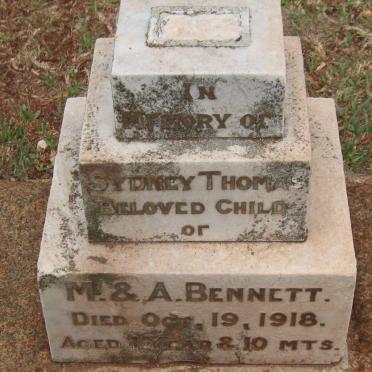 IN
MEMORY OF
SYDNEY THOMAS
BELOVED CHILD
OF
M. & A. BENNETT.
DIED OCT, 19, 1918.
AGED 1 YEAR & 10 MTS.